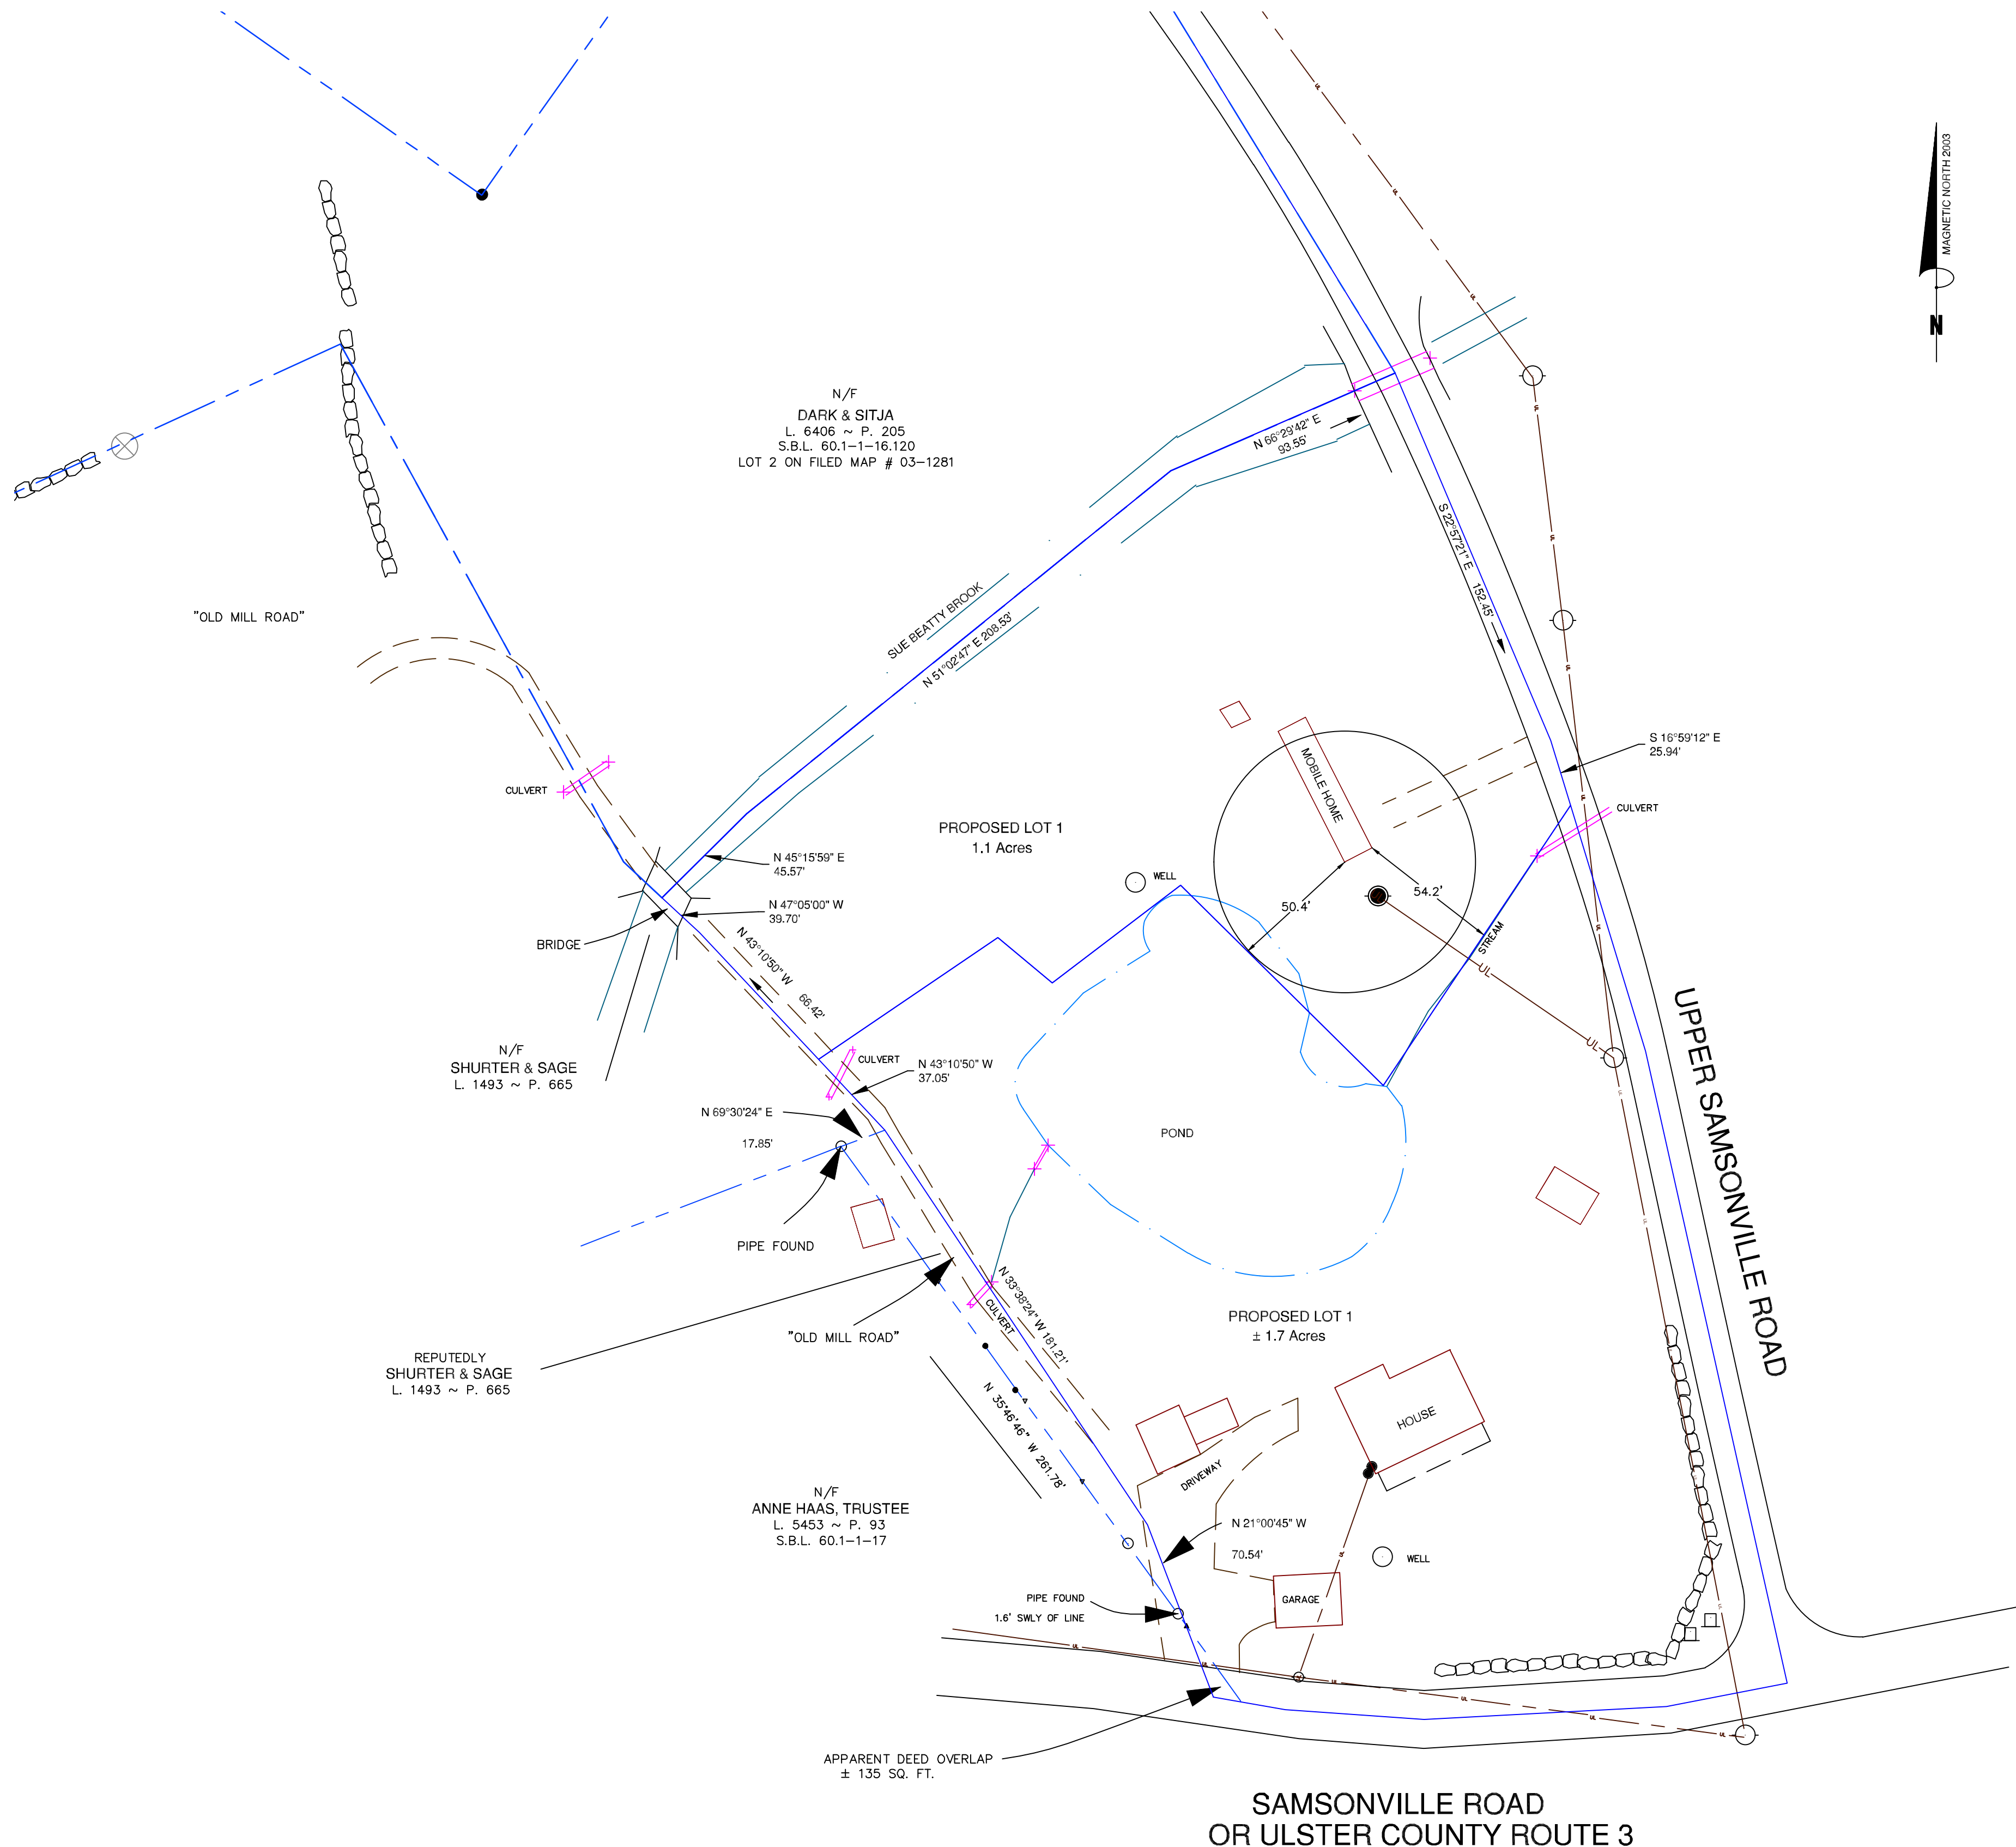 MAGNETIC NORTH 2003
N
N/F
DARK & SITJA
L. 6406 ~ P. 205
S.B.L. 60.1-1-16.120
LOT 2 ON FILED MAP # 03-1281
N 66°29'42" E
93.55'
S 22°57'21" E 152.45'
"OLD MILL ROAD"
SUE BEATTY BROOK
N 51°02'47" E 208.53'
S 16°59'12" E
25.94'
CULVERT
MOBILE HOME
CULVERT
PROPOSED LOT 1
1.1 Acres
N 45°15'59" E
45.57'
WELL
54.2'
50.4'
N 47°05'00" W
39.70'
BRIDGE
STREAM
N 43°10'50" W 66.42'
UL
UL
UPPER SAMSONVILLE ROAD
N/F
SHURTER & SAGE
L. 1493 ~ P. 665
CULVERT
N 43°10'50" W
37.05'
N 69°30'24" E
17.85'
POND
PIPE FOUND
N 33°38'24" W 181.21'
CULVERT
"OLD MILL ROAD"
PROPOSED LOT 1
± 1.7 Acres
REPUTEDLY
SHURTER & SAGE
L. 1493 ~ P. 665
N 35°46'46" W 261.78'
HOUSE
DRIVEWAY
N/F
ANNE HAAS, TRUSTEE
L. 5453 ~ P. 93
S.B.L. 60.1-1-17
N 21°00'45" W
70.54'
WELL
PIPE FOUND
1.6' SWLY OF LINE
GARAGE
UL
UL
UL
UL
UL
UL
APPARENT DEED OVERLAP
± 135 SQ. FT.
SAMSONVILLE ROAD
OR ULSTER COUNTY ROUTE 3